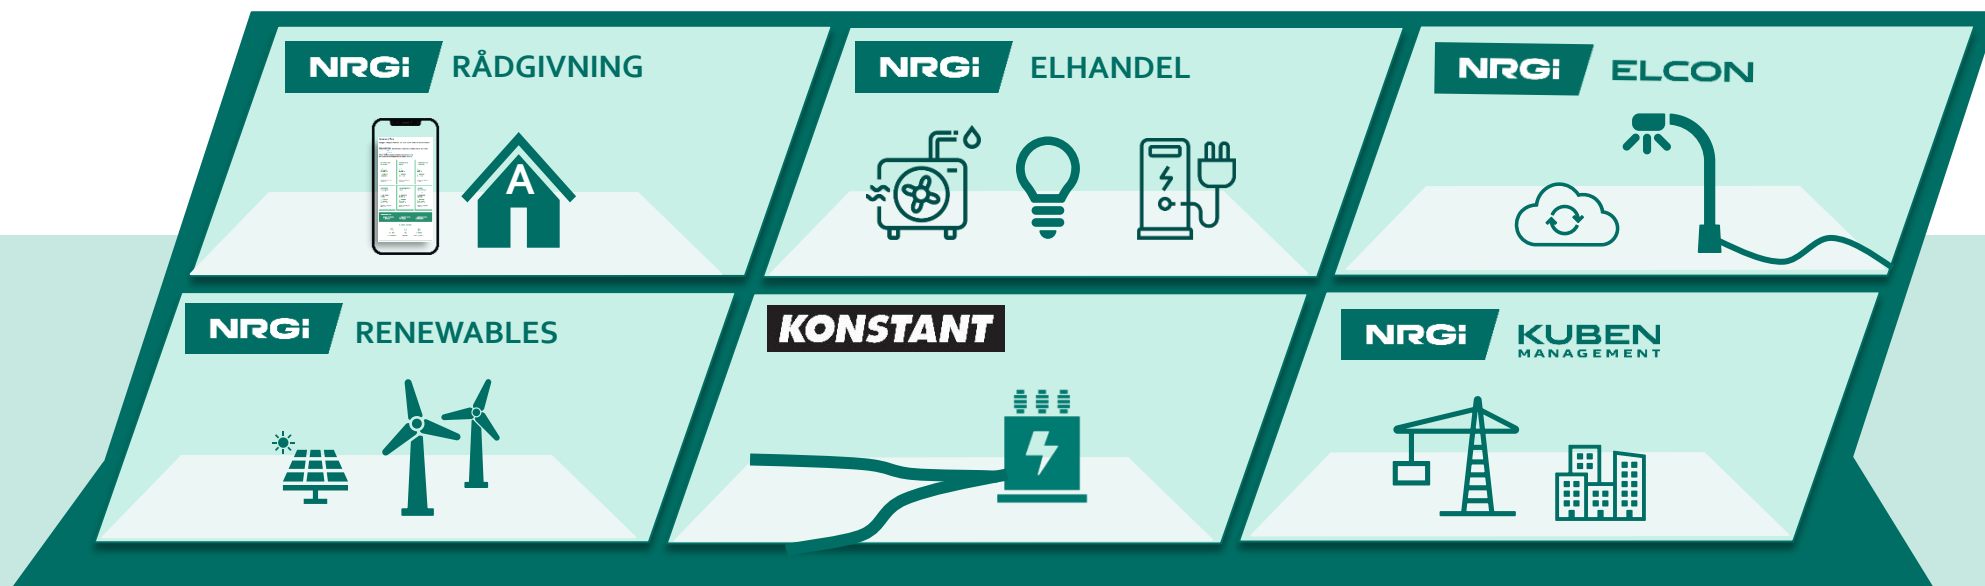 NRGi RÅDGIVNING
A
NRGi ELHANDEL
NRGi ELCON
NRGi RENEWABLES
KONSTANT
NRGi KUBEN
MANAGEMENT